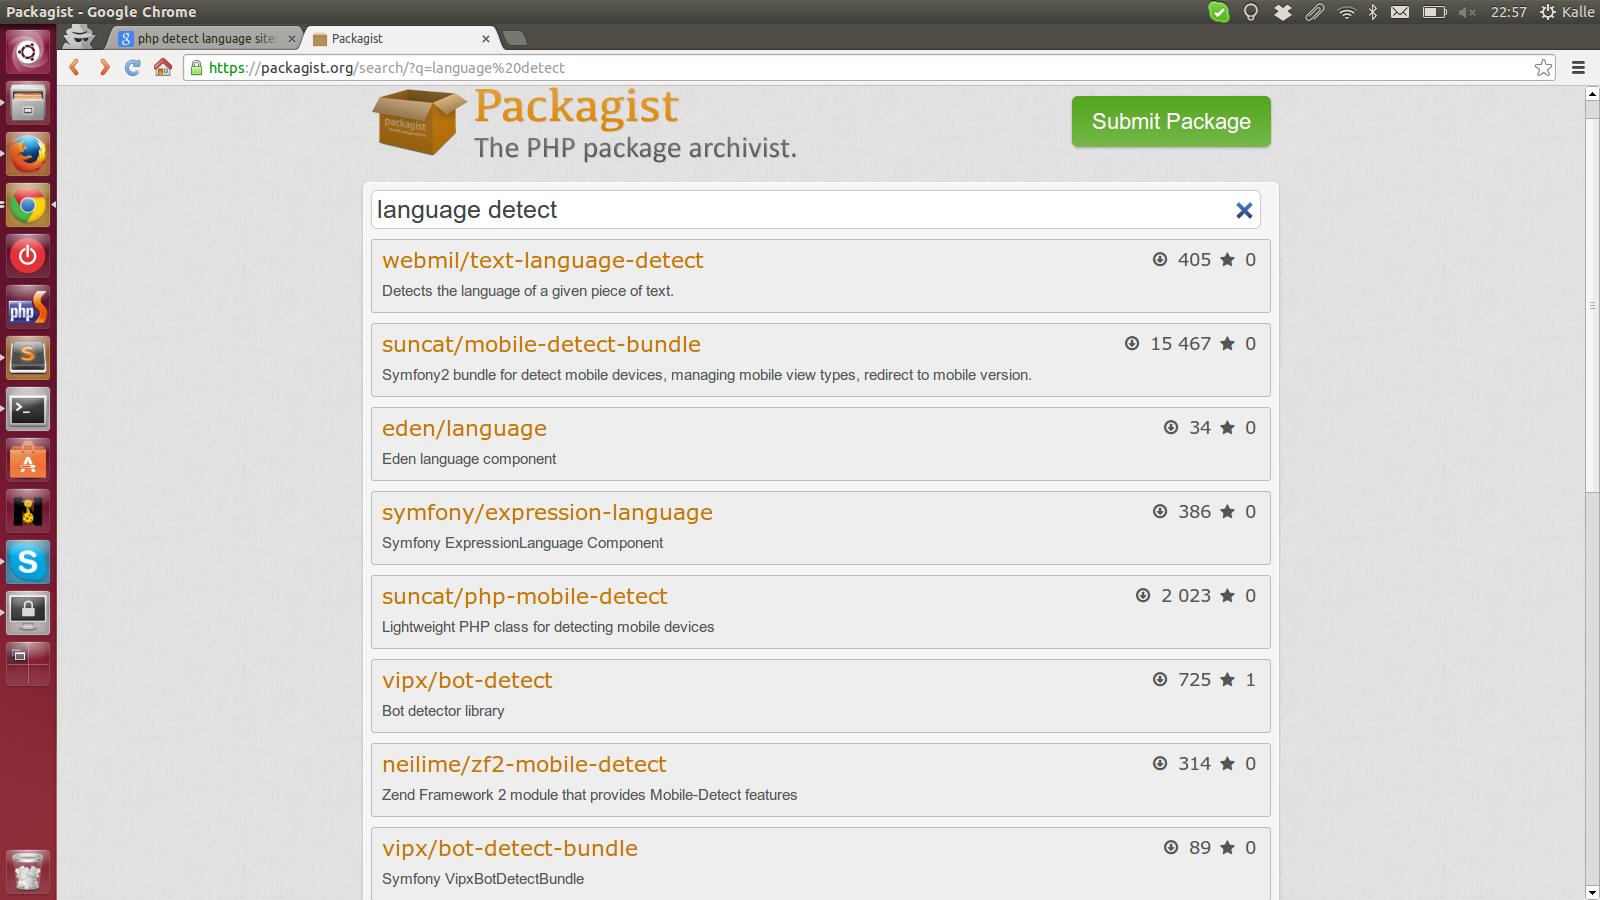 Packagist - Google Chrome
22:57
Kalle
php detect language site:
Packagist
https://packagist.org/search/?q=language%20detect
packagist
Packagist
The PHP package archivist.
Submit Package
language detect
webmil/text-language-detect
405 0
Detects the language of a given piece of text.
suncat/mobile-detect-bundle
15 467 0
Symfony2 bundle for detect mobile devices, managing mobile view types, redirect to mobile version.
eden/language
34 0
Eden language component
symfony/expression-language
386 0
Symfony ExpressionLanguage Component
suncat/php-mobile-detect
2 023 0
Lightweight PHP class for detecting mobile devices
vipx/bot-detect
725 1
Bot detector library
neilime/zf2-mobile-detect
314 0
Zend Framework 2 module that provides Mobile-Detect features
vipx/bot-detect-bundle
89 0
Symfony VipxBotDetectBundle
php